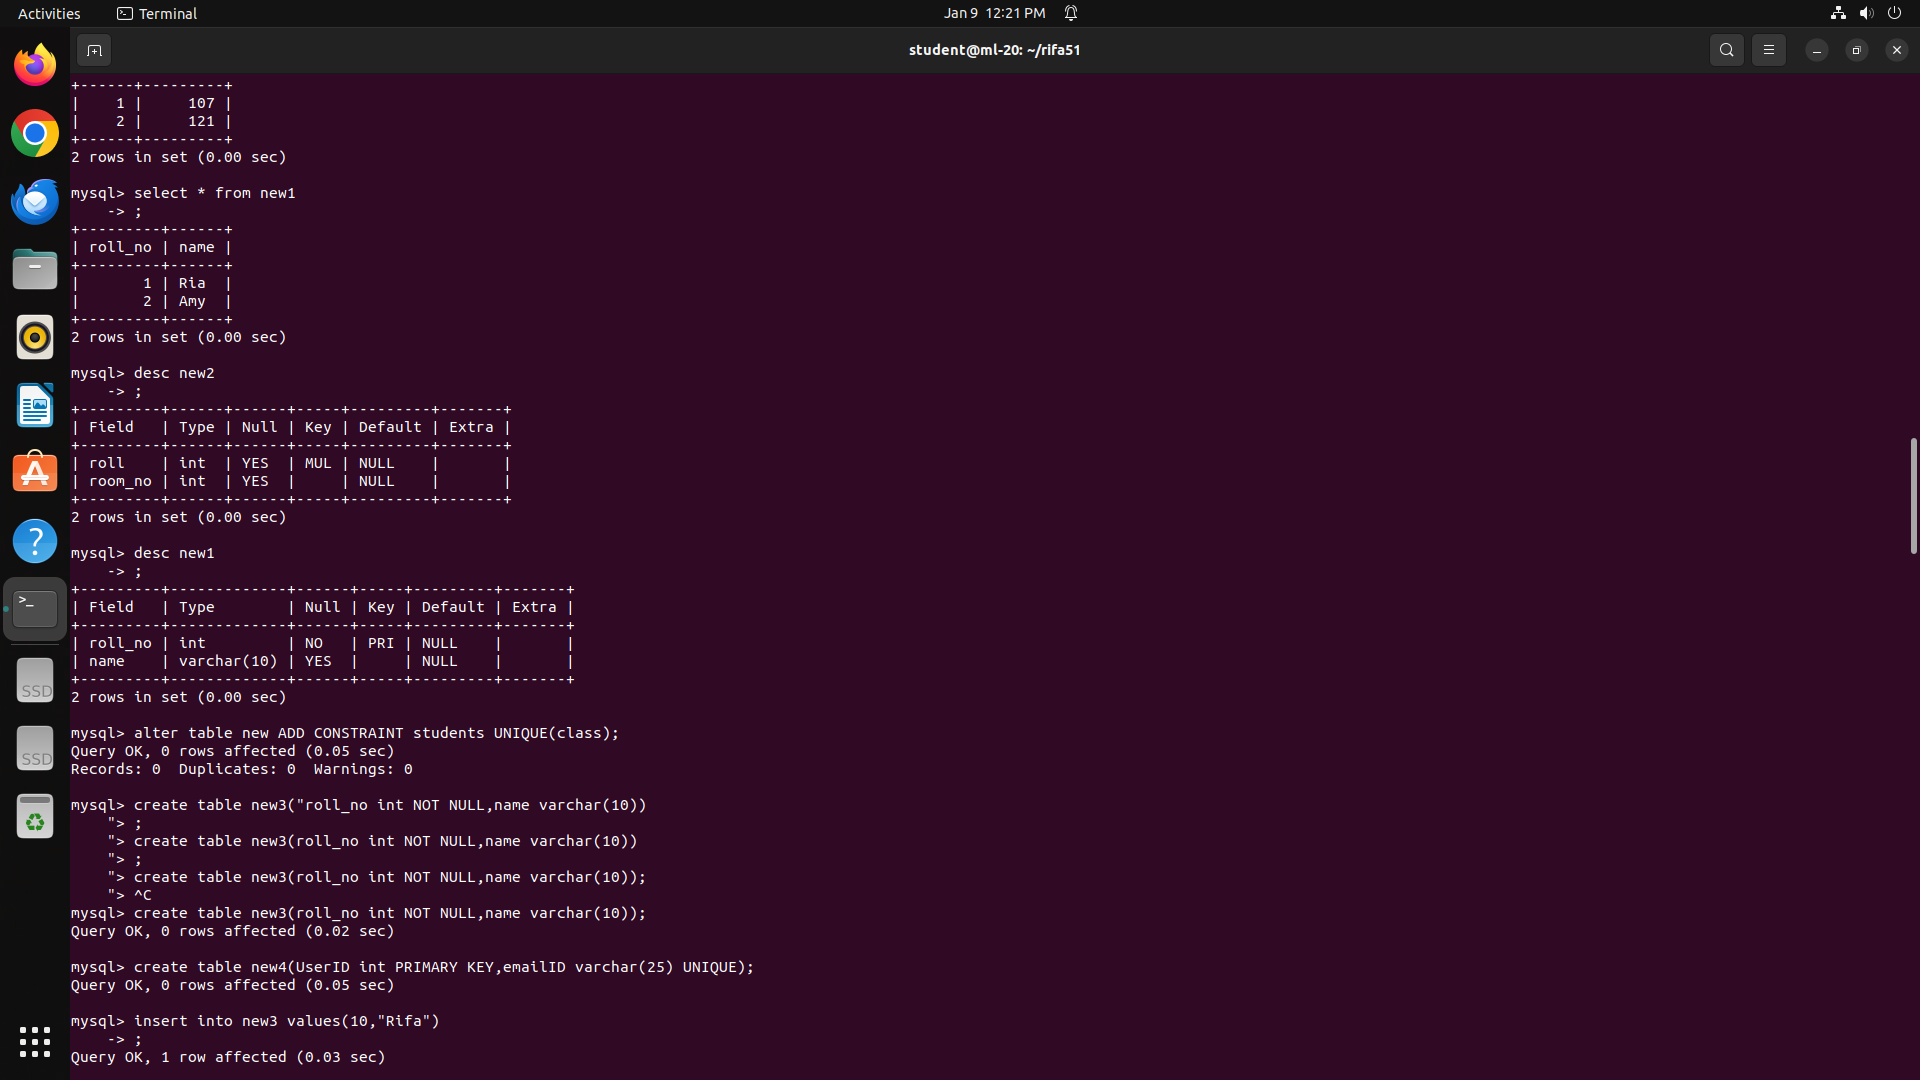 Activities
Terminal
Jan 9 12:21 PM
student@ml-20: ~/rifa51
+------+---------+
|    1 |     107 |
|    2 |     121 |
+------+---------+
2 rows in set (0.00 sec)
mysql> select * from new1
    -> ;
+---------+------+
| roll_no | name |
+---------+------+
|       1 | Ria  |
|       2 | Amy  |
+---------+------+
2 rows in set (0.00 sec)
mysql> desc new2
    -> ;
+---------+------+------+-----+---------+-------+
| Field   | Type | Null | Key | Default | Extra |
+---------+------+------+-----+---------+-------+
| roll    | int  | YES  | MUL | NULL    |       |
| room_no | int  | YES  |     | NULL    |       |
+---------+------+------+-----+---------+-------+
2 rows in set (0.00 sec)
mysql> desc new1
    -> ;
+---------+-------------+------+-----+---------+-------+
| Field   | Type        | Null | Key | Default | Extra |
+---------+-------------+------+-----+---------+-------+
| roll_no | int         | NO   | PRI | NULL    |       |
| name    | varchar(10) | YES  |     | NULL    |       |
+---------+-------------+------+-----+---------+-------+
2 rows in set (0.00 sec)
mysql> alter table new ADD CONSTRAINT students UNIQUE(class);
Query OK, 0 rows affected (0.05 sec)
Records: 0  Duplicates: 0  Warnings: 0
mysql> create table new3("roll_no int NOT NULL,name varchar(10))
    "> ;
    "> create table new3(roll_no int NOT NULL,name varchar(10))
    "> ;
    "> create table new3(roll_no int NOT NULL,name varchar(10));
    "> ^C
mysql> create table new3(roll_no int NOT NULL,name varchar(10));
Query OK, 0 rows affected (0.02 sec)
mysql> create table new4(UserID int PRIMARY KEY,emailID varchar(25) UNIQUE);
Query OK, 0 rows affected (0.05 sec)
mysql> insert into new3 values(10,"Rifa")
    -> ;
Query OK, 1 row affected (0.03 sec)
SSD
SSD